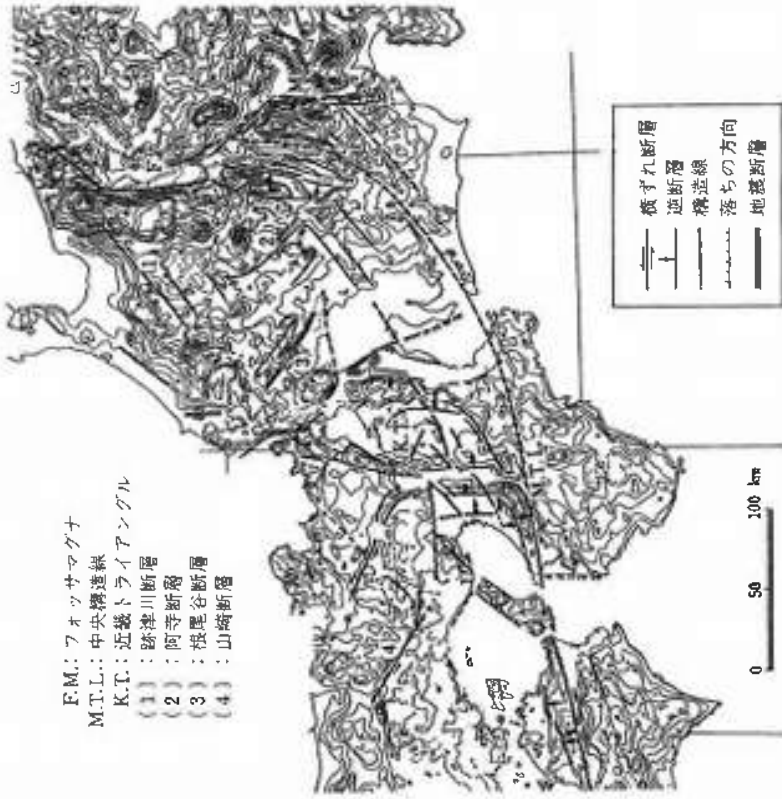 F.M.: フォッサマグナ
M.T.L.: 中央構造線
K.T.: 近畿トライアングル
(1) : 跡津川断層
(2) : 阿寺断層
(3) : 根尾谷断層
(4) : 山崎断層
横ずれ断層
逆断層
構造線
落ちの方向
地震断層
0 50 100 km